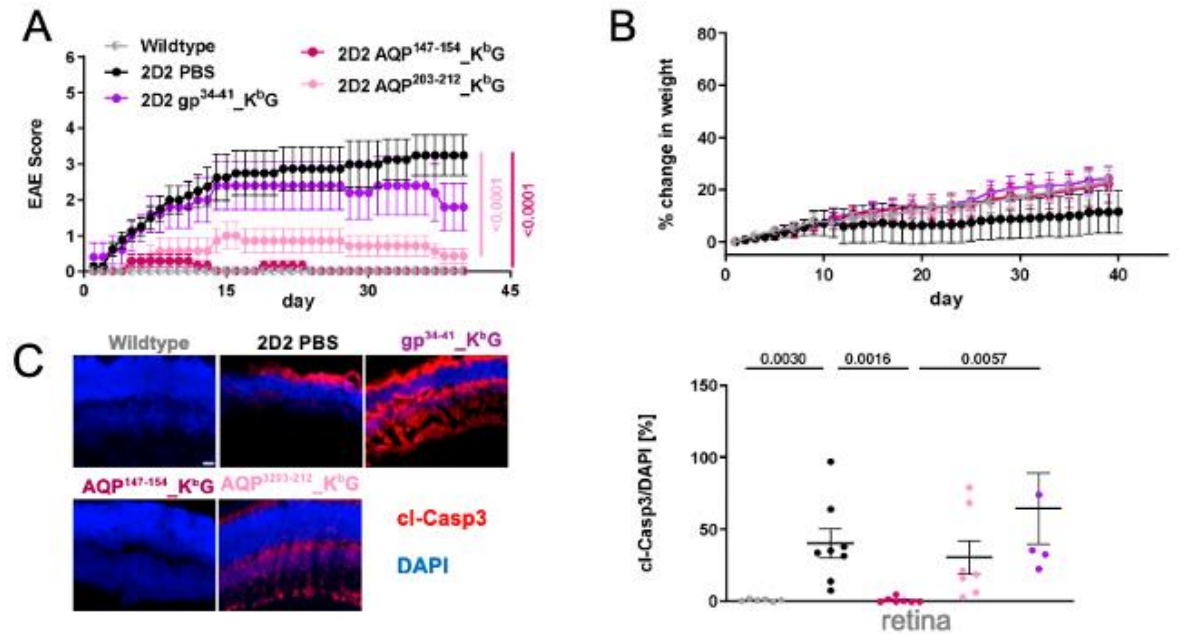 A
Wildtype
2D2 PBS
2D2 gp³⁴⁻⁴¹_KᵇG
2D2 AQP¹⁴⁷⁻¹⁵⁴_KᵇG
2D2 AQP²⁰³⁻²¹²_KᵇG
EAE Score
6
5
4
3
2
1
0
0
15
30
45
day
<0.0001
<0.0001
B
% change in weight
80
60
40
20
0
0
10
20
30
40
day
C
Wildtype
2D2 PBS
gp³⁴⁻⁴¹_KᵇG
AQP¹⁴⁷⁻¹⁵⁴_KᵇG
AQP³²⁰³⁻²¹²_KᵇG
cl-Casp3
DAPI
0.0030
0.0016
0.0057
cl-Casp3/DAPI [%]
150
100
50
0
retina